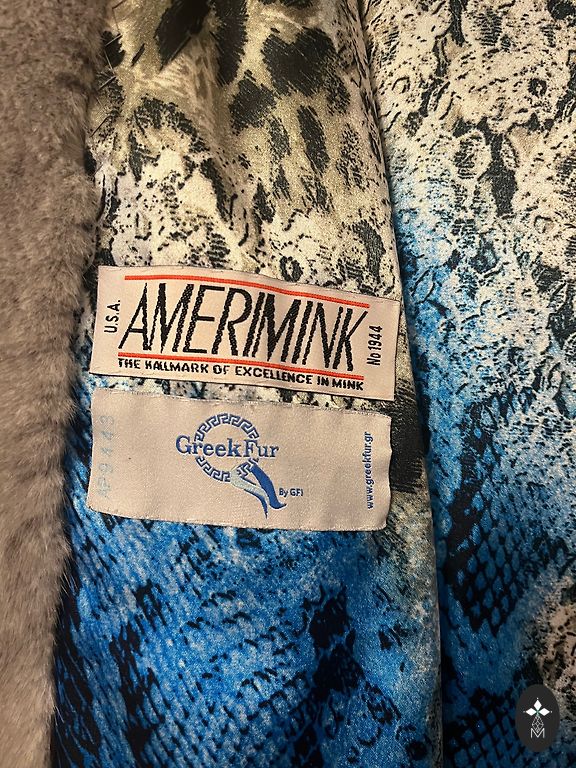 U.S.A.
AMERIMINK
No 1944
THE HALLMARK OF EXCELLENCE IN MINK
AP9443
GreekFur
By GFI
www.greekfur.gr